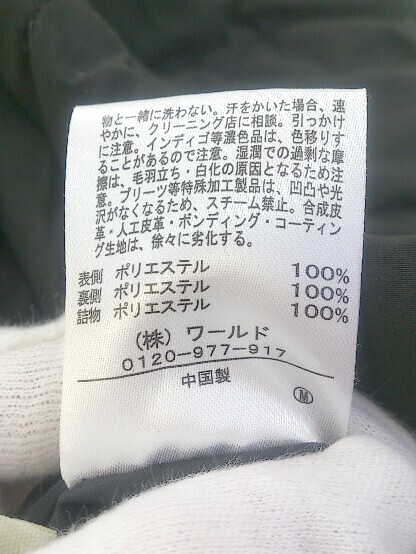 物と一緒に洗わない。汗をかいた場合、速
やかに、クリーニング店に相談。引っかけ
に注意。インディゴ等濃色品は、色移りす
ることがあるので注意。湿潤での過剰な摩
擦は、毛羽立ち・白化の原因となるため注
意。プリーツ等特殊加工製品は、凹凸や光
沢がなくなるため、スチーム禁止。合成皮
革・人工皮革・ボンディング・コーティン
グ生地は、徐々に劣化する。
表側 ポリエステル 100%
裏側 ポリエステル 100%
詰物 ポリエステル 100%
(株) ワールド
0120-977-917
中国製
M